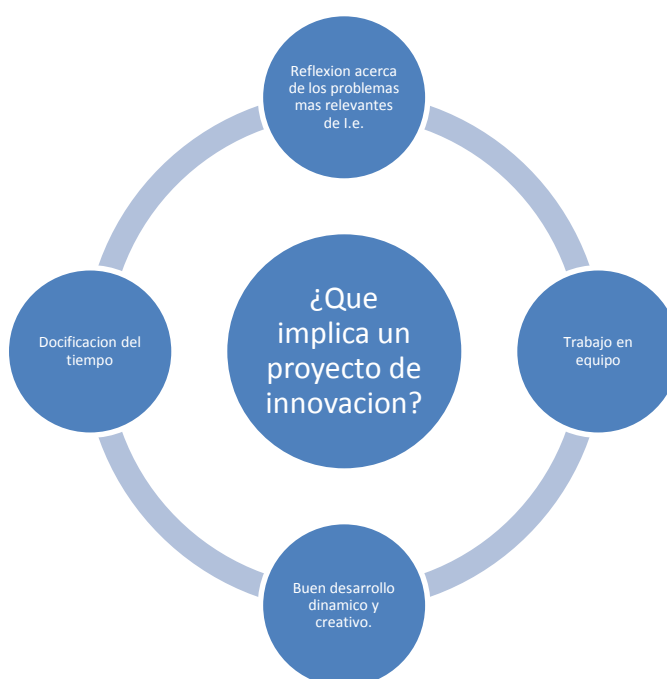 Reflexion acerca
de los problemas
mas relevantes
de I.e.
¿Que
implica un
proyecto de
innovacion?
Docificacion del
tiempo
Trabajo en
equipo
Buen desarrollo
dinamico y
creativo.